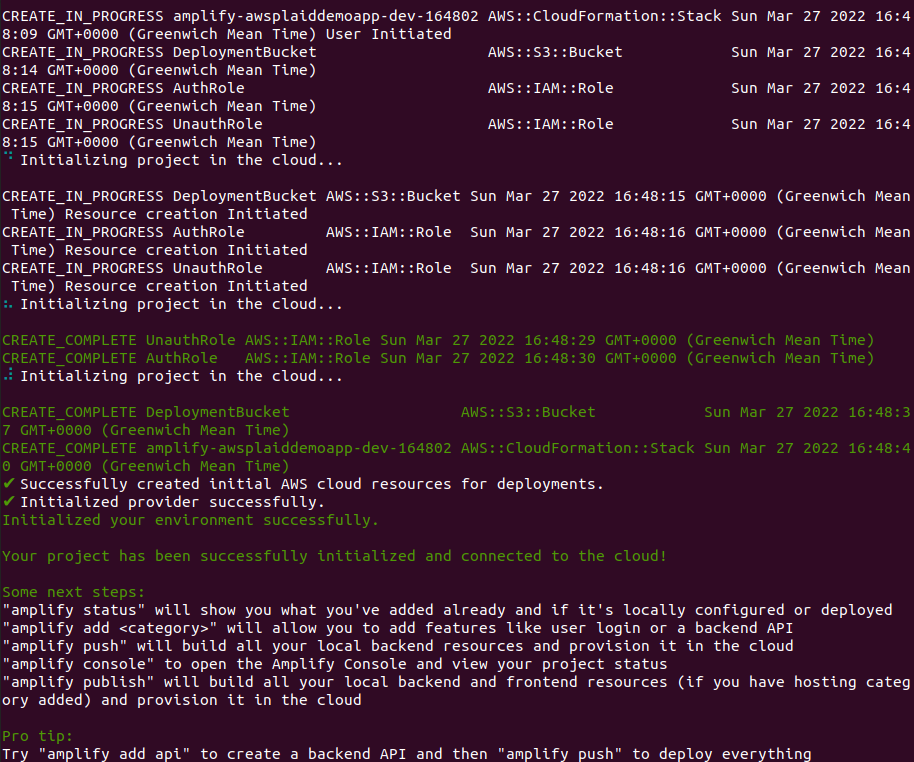 CREATE_IN_PROGRESS amplify-awsplaiddemoapp-dev-164802 AWS::CloudFormation::Stack Sun Mar 27 2022 16:4
8:09 GMT+0000 (Greenwich Mean Time) User Initiated
CREATE_IN_PROGRESS DeploymentBucket                   AWS::S3::Bucket            Sun Mar 27 2022 16:4
8:14 GMT+0000 (Greenwich Mean Time)
CREATE_IN_PROGRESS AuthRole                           AWS::IAM::Role             Sun Mar 27 2022 16:4
8:15 GMT+0000 (Greenwich Mean Time)
CREATE_IN_PROGRESS UnauthRole                         AWS::IAM::Role             Sun Mar 27 2022 16:4
8:15 GMT+0000 (Greenwich Mean Time)
⠙ Initializing project in the cloud...

CREATE_IN_PROGRESS DeploymentBucket AWS::S3::Bucket Sun Mar 27 2022 16:48:15 GMT+0000 (Greenwich Mean
 Time) Resource creation Initiated
CREATE_IN_PROGRESS AuthRole         AWS::IAM::Role  Sun Mar 27 2022 16:48:16 GMT+0000 (Greenwich Mean
 Time) Resource creation Initiated
CREATE_IN_PROGRESS UnauthRole       AWS::IAM::Role  Sun Mar 27 2022 16:48:16 GMT+0000 (Greenwich Mean
 Time) Resource creation Initiated
⠦ Initializing project in the cloud...

CREATE_COMPLETE UnauthRole AWS::IAM::Role Sun Mar 27 2022 16:48:29 GMT+0000 (Greenwich Mean Time)
CREATE_COMPLETE AuthRole   AWS::IAM::Role Sun Mar 27 2022 16:48:30 GMT+0000 (Greenwich Mean Time)
⠼ Initializing project in the cloud...

CREATE_COMPLETE DeploymentBucket                   AWS::S3::Bucket            Sun Mar 27 2022 16:48:3
7 GMT+0000 (Greenwich Mean Time)
CREATE_COMPLETE amplify-awsplaiddemoapp-dev-164802 AWS::CloudFormation::Stack Sun Mar 27 2022 16:48:4
0 GMT+0000 (Greenwich Mean Time)
✔ Successfully created initial AWS cloud resources for deployments.
✔ Initialized provider successfully.
Initialized your environment successfully.

Your project has been successfully initialized and connected to the cloud!

Some next steps:
"amplify status" will show you what you've added already and if it's locally configured or deployed
"amplify add <category>" will allow you to add features like user login or a backend API
"amplify push" will build all your local backend resources and provision it in the cloud
"amplify console" to open the Amplify Console and view your project status
"amplify publish" will build all your local backend and frontend resources (if you have hosting categ
ory added) and provision it in the cloud

Pro tip:
Try "amplify add api" to create a backend API and then "amplify push" to deploy everything